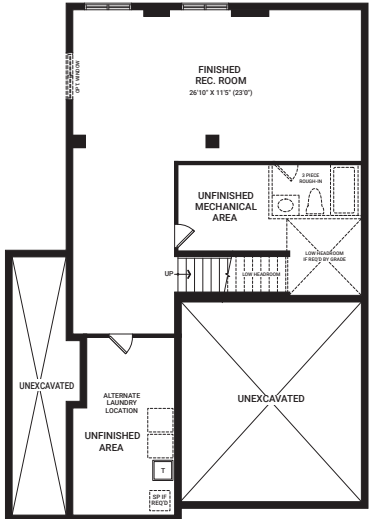 FINISHED
REC. ROOM
26'10" X 11'5" (23'0")
OPT. WINDOW
3 PIECE
ROUGH-IN
UNFINISHED
MECHANICAL
AREA
LOW HEADROOM
IF REQ'D BY GRADE
UP
LOW HEADROOM
UNEXCAVATED
ALTERNATE
LAUNDRY
LOCATION
UNFINISHED
AREA
UNEXCAVATED
T
SP IF
REQ'D